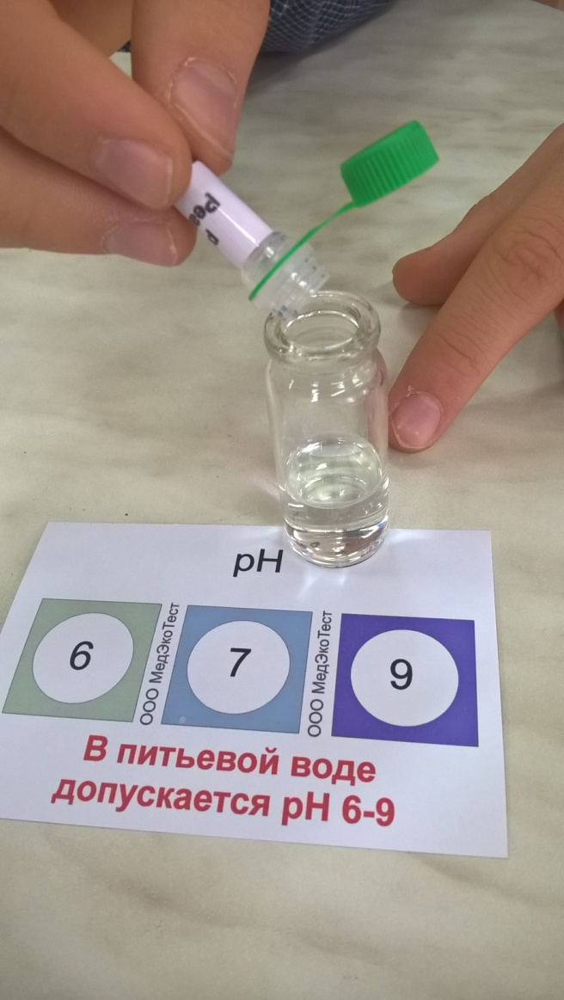 pH
6
ООО МедЭкоТест
7
ООО МедЭкоТест
9
В питьевой воде
допускается pH 6-9